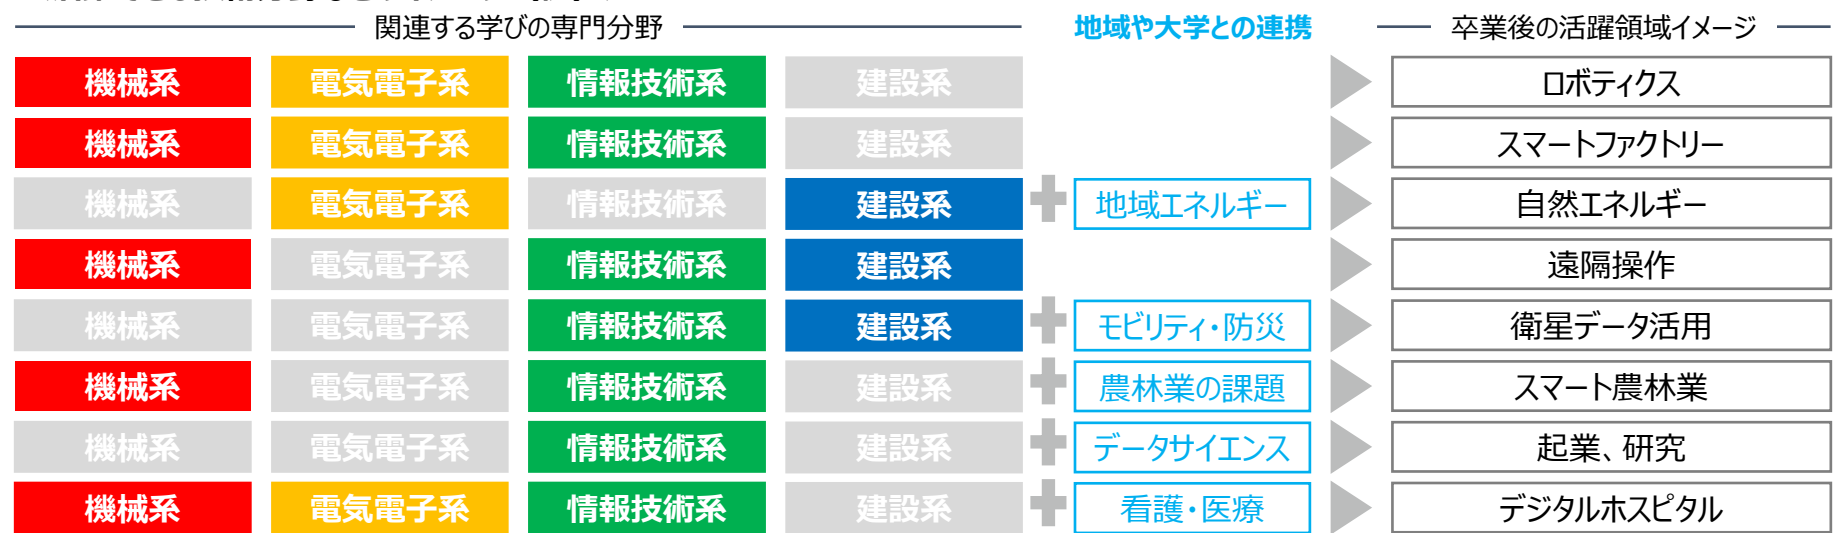 関連する学びの専門分野 地域や大学との連携 卒業後の活躍領域イメージ
機械系 電気電子系 情報技術系 建設系 ロボティクス
機械系 電気電子系 情報技術系 建設系 スマートファクトリー
機械系 電気電子系 情報技術系 建設系 地域エネルギー 自然エネルギー
機械系 電気電子系 情報技術系 建設系 遠隔操作
機械系 電気電子系 情報技術系 建設系 モビリティ・防災 衛星データ活用
機械系 電気電子系 情報技術系 建設系 農林業の課題 スマート農林業
機械系 電気電子系 情報技術系 建設系 データサイエンス 起業、研究
機械系 電気電子系 情報技術系 建設系 看護・医療 デジタルホスピタル